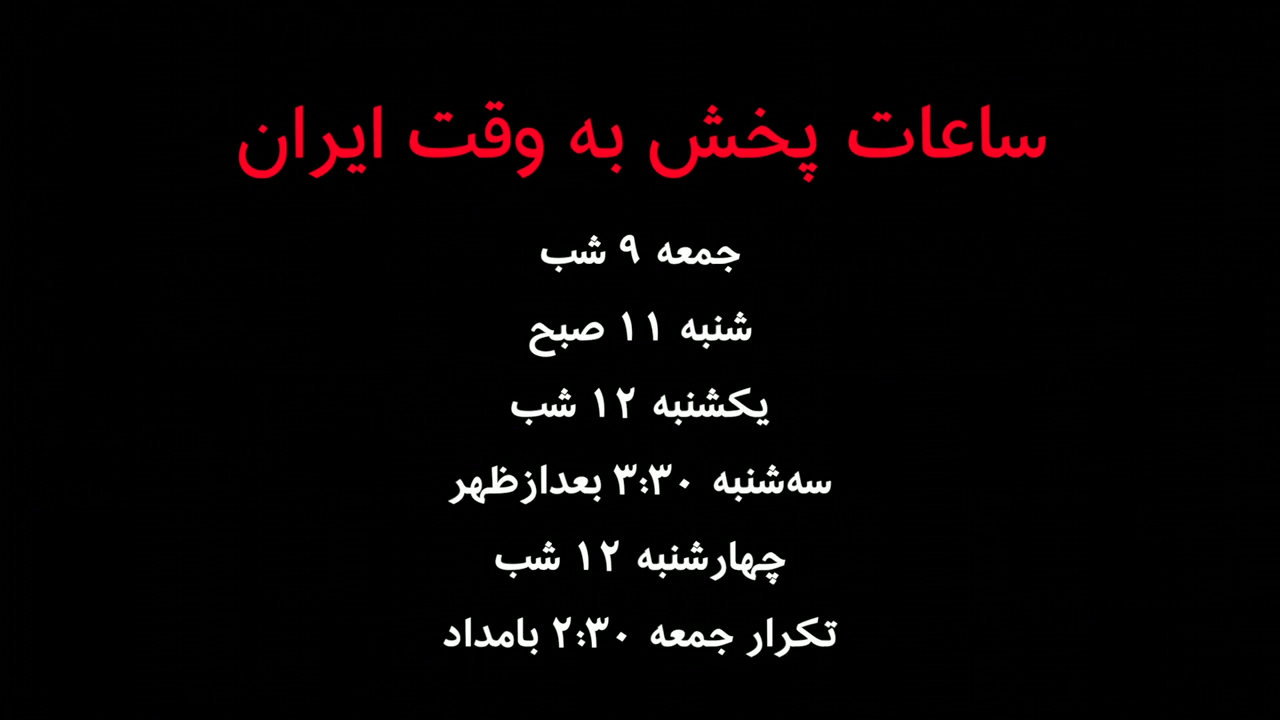 ساعات پخش به وقت ایران
جمعه ۹ شب
شنبه ۱۱ صبح
یکشنبه ۱۲ شب
سه‌شنبه ۳:۳۰ بعدازظهر
چهارشنبه ۱۲ شب
تکرار جمعه ۲:۳۰ بامداد